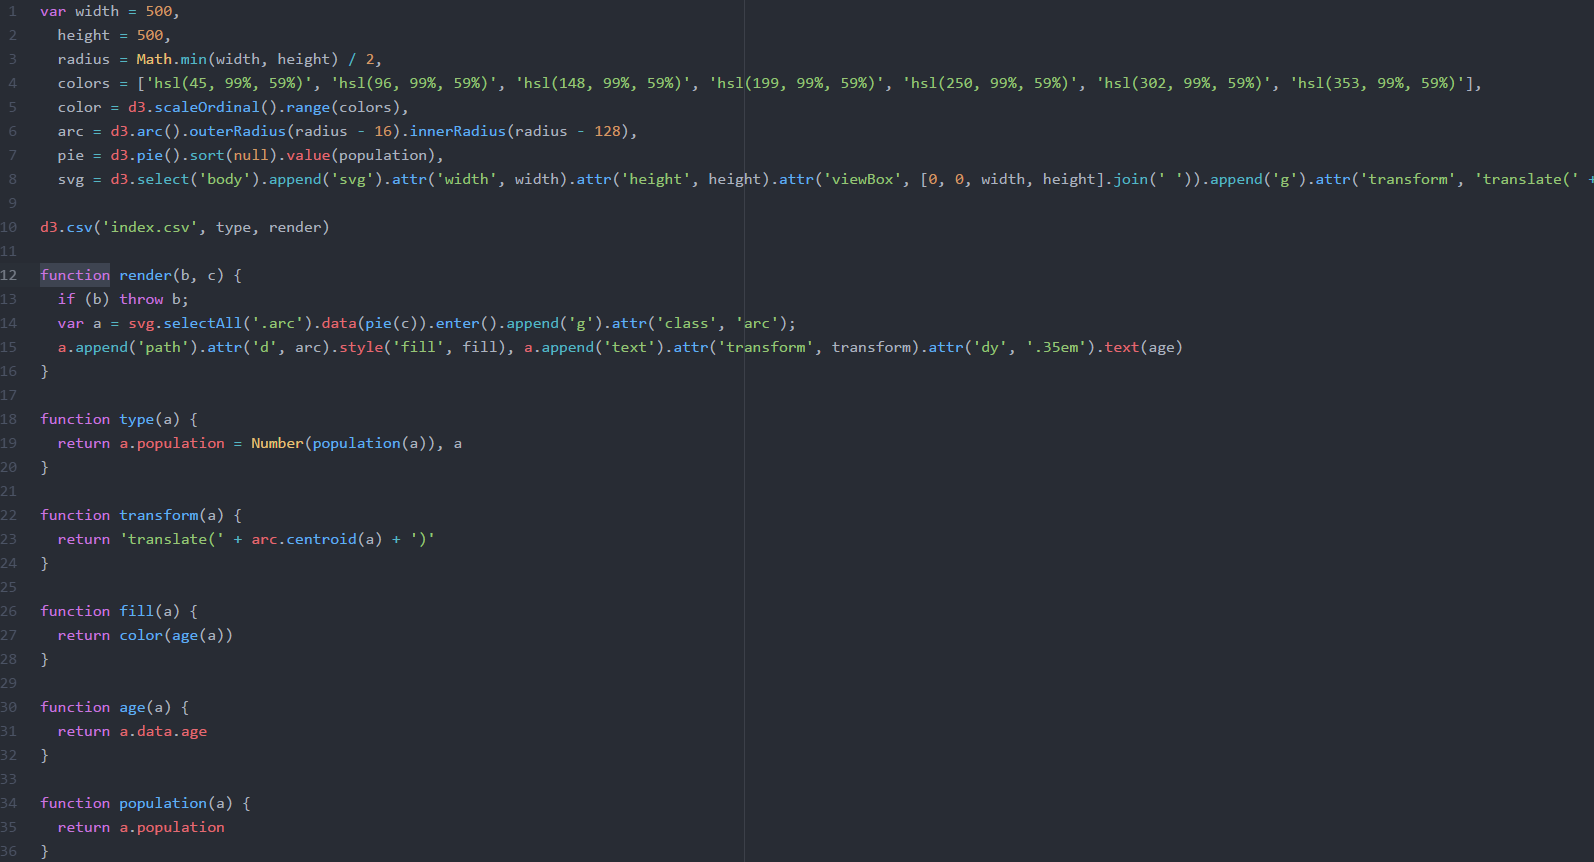 1 var width = 500,
2   height = 500,
3   radius = Math.min(width, height) / 2,
4   colors = ['hsl(45, 99%, 59%)', 'hsl(96, 99%, 59%)', 'hsl(148, 99%, 59%)', 'hsl(199, 99%, 59%)', 'hsl(250, 99%, 59%)', 'hsl(302, 99%, 59%)', 'hsl(353, 99%, 59%)'],
5   color = d3.scaleOrdinal().range(colors),
6   arc = d3.arc().outerRadius(radius - 16).innerRadius(radius - 128),
7   pie = d3.pie().sort(null).value(population),
8   svg = d3.select('body').append('svg').attr('width', width).attr('height', height).attr('viewBox', [0, 0, width, height].join(' ')).append('g').attr('transform', 'translate(' +
9
10 d3.csv('index.csv', type, render)
11
12 function render(b, c) {
13   if (b) throw b;
14   var a = svg.selectAll('.arc').data(pie(c)).enter().append('g').attr('class', 'arc');
15   a.append('path').attr('d', arc).style('fill', fill), a.append('text').attr('transform', transform).attr('dy', '.35em').text(age)
16 }
17
18 function type(a) {
19   return a.population = Number(population(a)), a
20 }
21
22 function transform(a) {
23   return 'translate(' + arc.centroid(a) + ')'
24 }
25
26 function fill(a) {
27   return color(age(a))
28 }
29
30 function age(a) {
31   return a.data.age
32 }
33
34 function population(a) {
35   return a.population
36 }